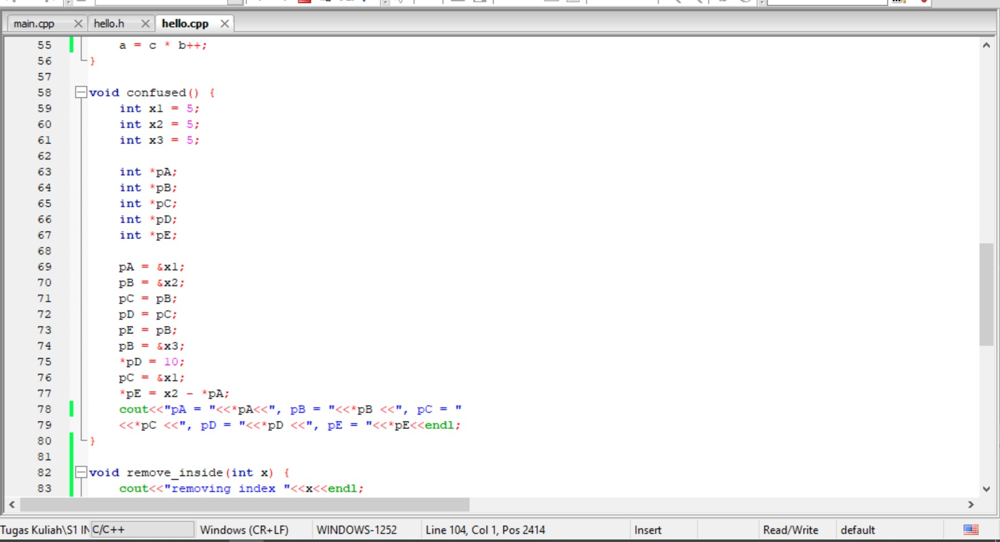 main.cpp hello.h hello.cpp
55 a = c * b++;
56 }
57
58 void confused() {
59 int x1 = 5;
60 int x2 = 5;
61 int x3 = 5;
62
63 int *pA;
64 int *pB;
65 int *pC;
66 int *pD;
67 int *pE;
68
69 pA = &x1;
70 pB = &x2;
71 pC = pB;
72 pD = pC;
73 pE = pB;
74 pB = &x3;
75 *pD = 10;
76 pC = &x1;
77 *pE = x2 - *pA;
78 cout<<"pA = "<<*pA<<", pB = "<<*pB <<", pC = "
79 <<*pC <<", pD = "<<*pD <<", pE = "<<*pE<<endl;
80 }
81
82 void remove_inside(int x) {
83 cout<<"removing index "<<x<<endl;
Tugas Kuliah\S1 IN C/C++ Windows (CR+LF) WINDOWS-1252 Line 104, Col 1, Pos 2414 Insert Read/Write default